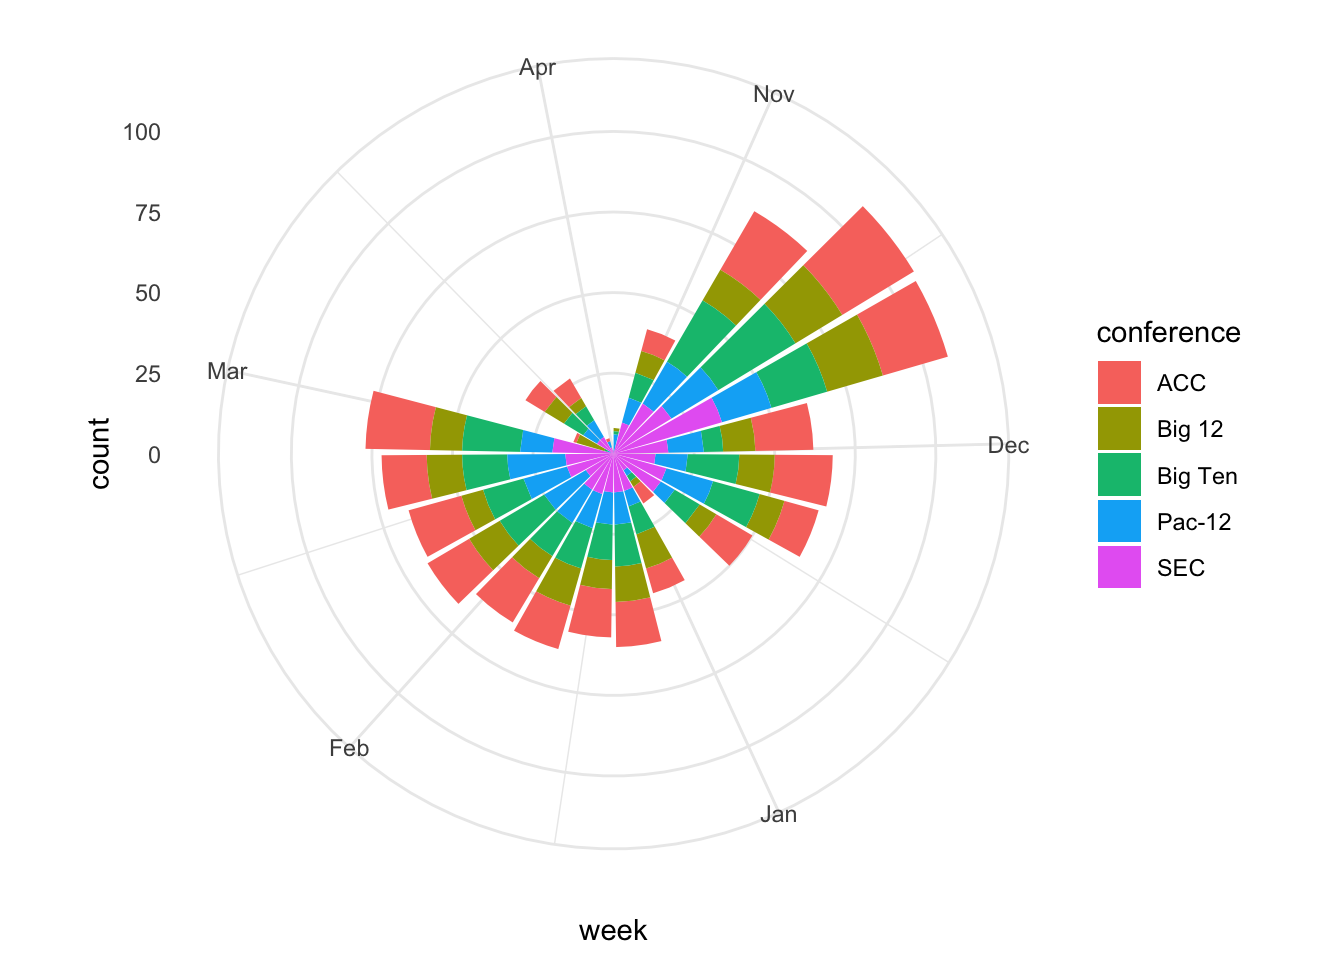 Apr
Nov
100
75
50
25
0
Mar
Dec
Feb
Jan
count
week
conference
ACC
Big 12
Big Ten
Pac-12
SEC